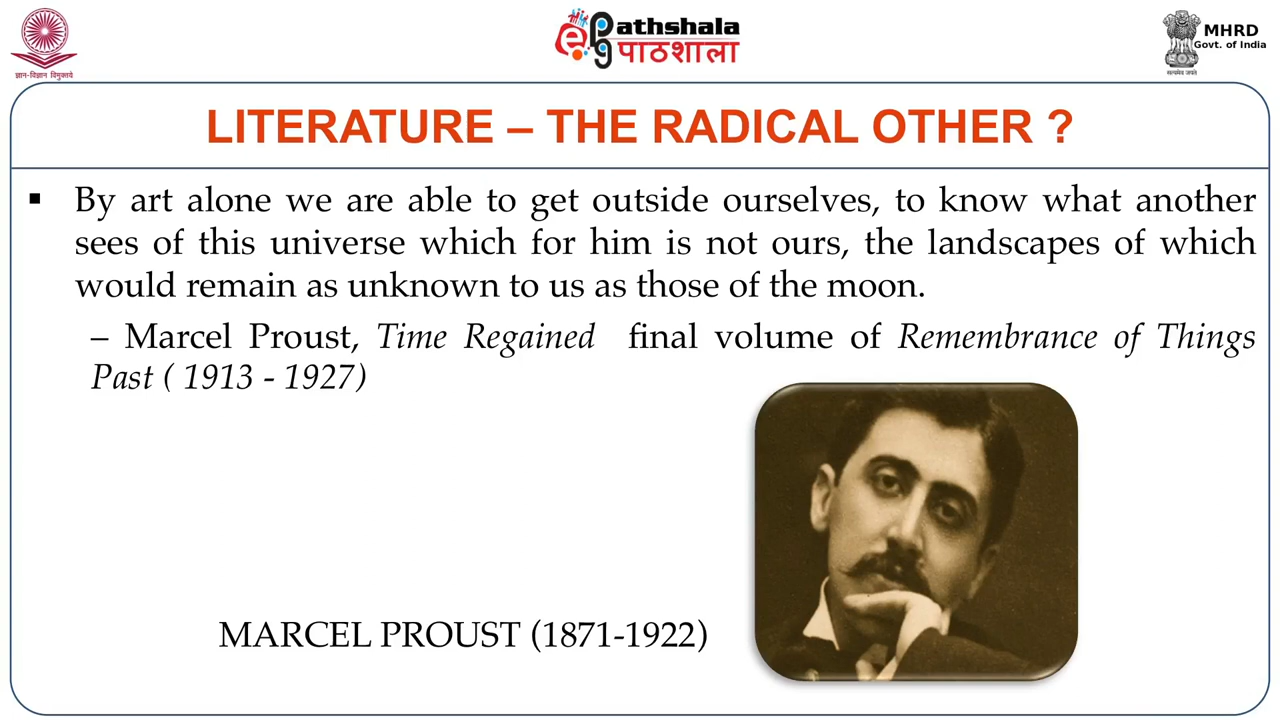 ज्ञान-विज्ञान विमुक्तये
epg Pathshala
पाठशाला
सत्यमेव जयते
MHRD
Govt. of India
LITERATURE – THE RADICAL OTHER ?
▪ By art alone we are able to get outside ourselves, to know what another
sees of this universe which for him is not ours, the landscapes of which
would remain as unknown to us as those of the moon.
– Marcel Proust, Time Regained final volume of Remembrance of Things
Past ( 1913 - 1927)
MARCEL PROUST (1871-1922)